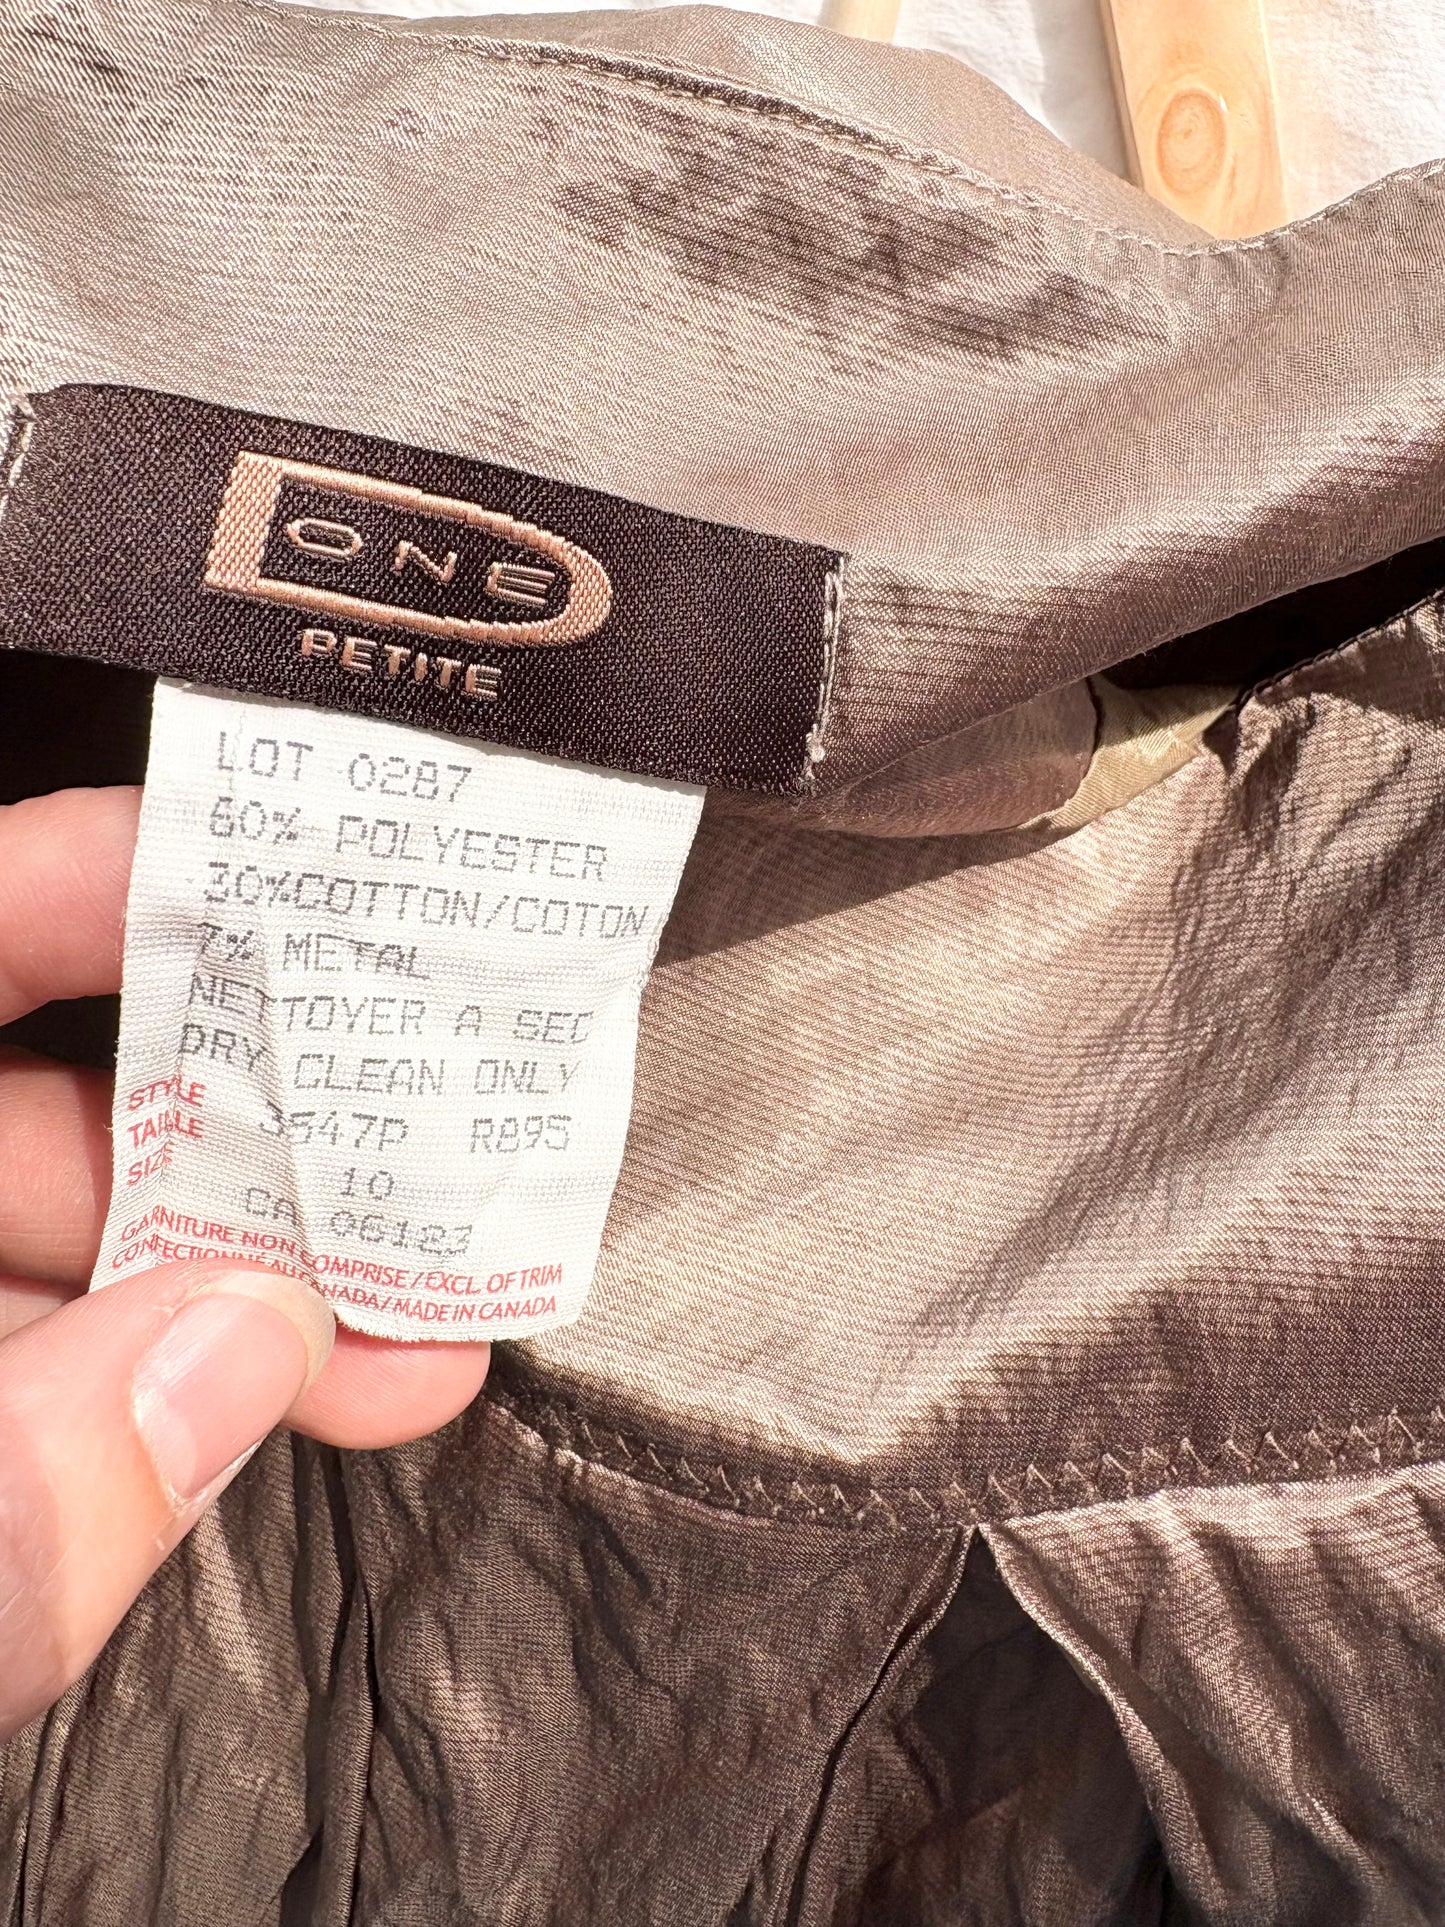 D
ONE
PETITE
LOT 0287
60% POLYESTER
30%COTTON/COTON
7% METAL
NETTOYER A SEC
DRY CLEAN ONLY
STYLE 3547P R895
TAILLE
SIZE 10
CA 06123
GARNITURE NON COMPRISE/EXCL. OF TRIM
CONFECTIONNÉ AU CANADA/MADE IN CANADA